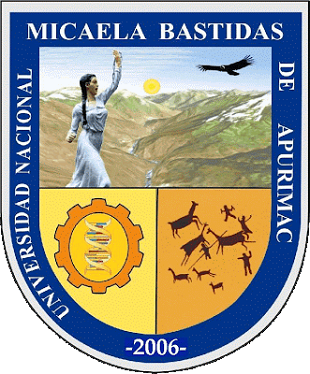 UNIVERSIDAD NACIONAL
MICAELA BASTIDAS
DE APURIMAC
-2006-